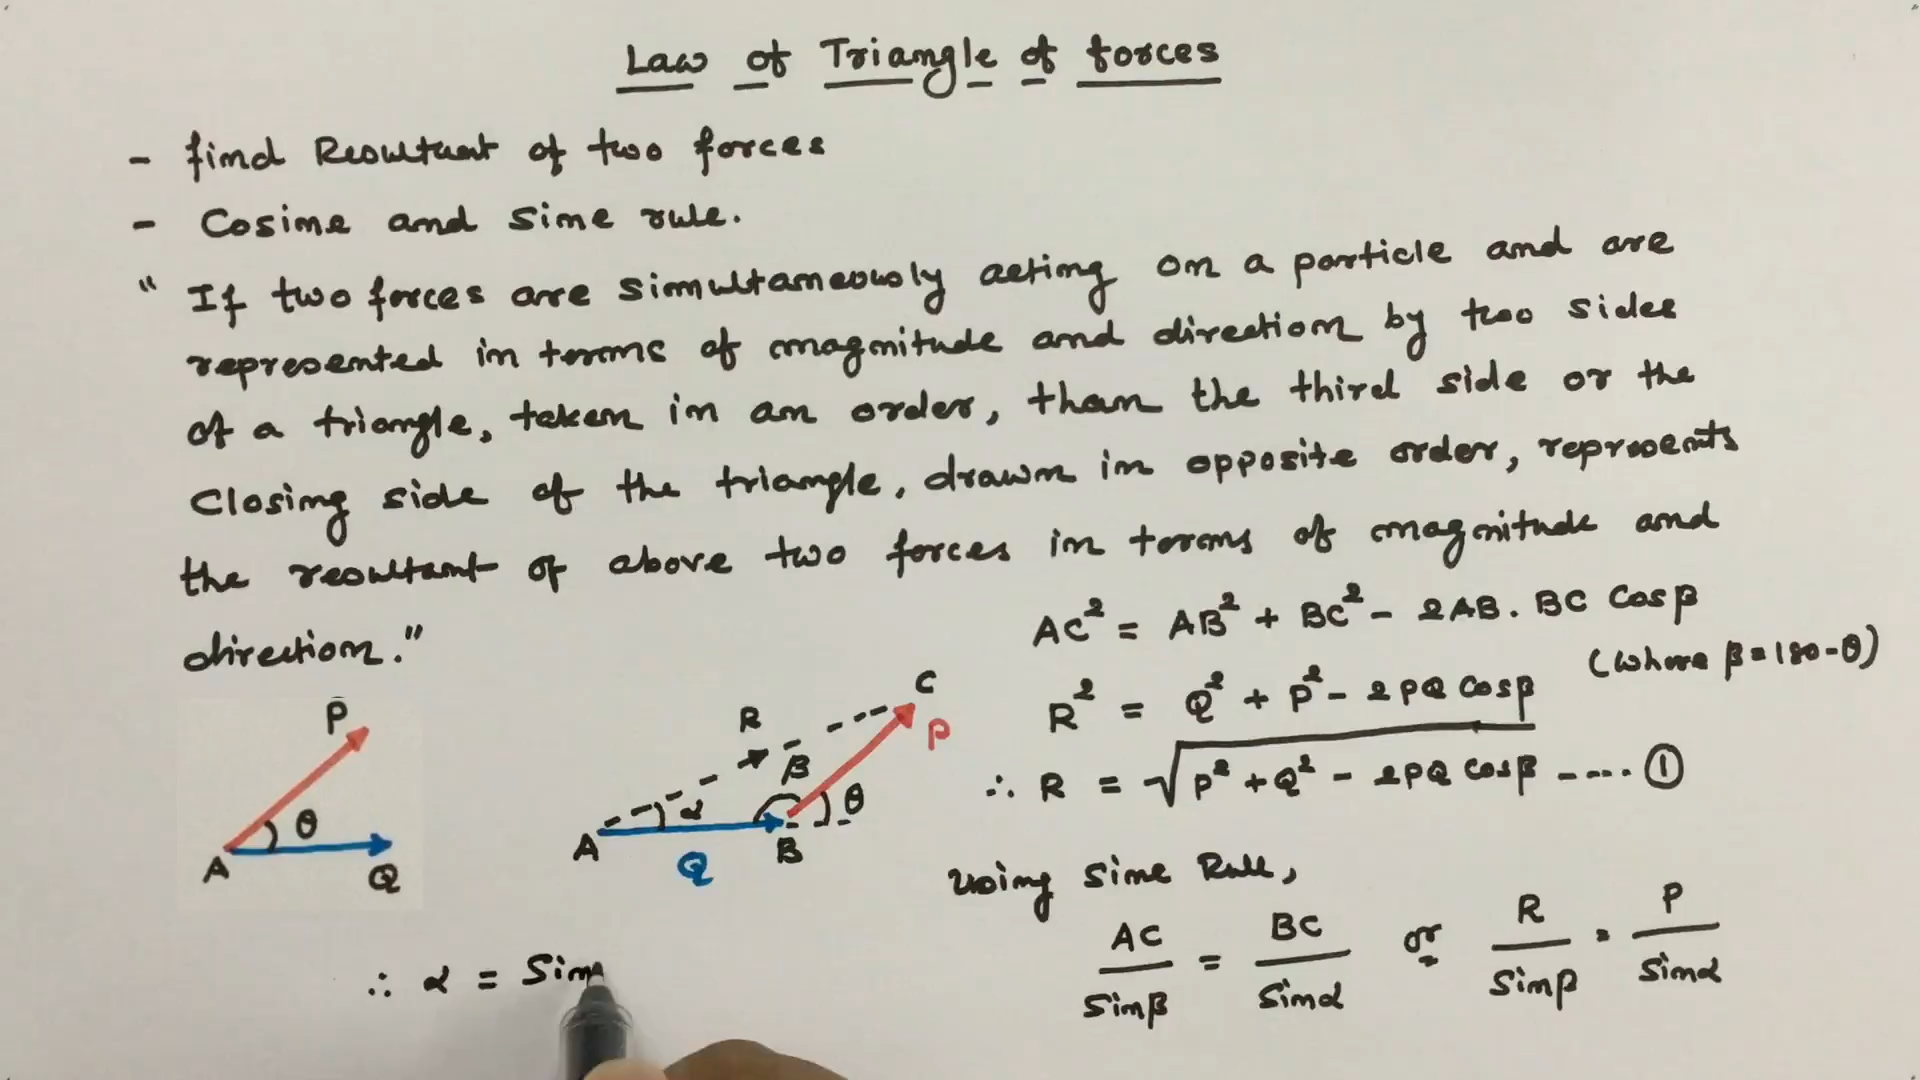 Law of Triangle of forces
- find Resultant of two forces
- Cosine and Sine rule.
" If two forces are simultaneously acting on a particle and are
represented in terms of magnitude and direction by two sides
of a triangle, taken in an order, than the third side or the
Closing side of the triangle, drawn in opposite order, represents
the resultant of above two forces in terms of magnitude and
direction."
AC² = AB² + BC² - 2AB. BC Cosβ
(where β = 180-θ)
R² = Q² + P² - 2PQ Cosβ
∴ R = √P² + Q² - 2PQ Cosβ ---- ①
P
θ
A
Q
C
R
P
β
α
θ
A
B
Q
Using Sine Rule,
AC/Sinβ = BC/Sinα or R/Sinβ = P/Sinα
∴ α = Sin